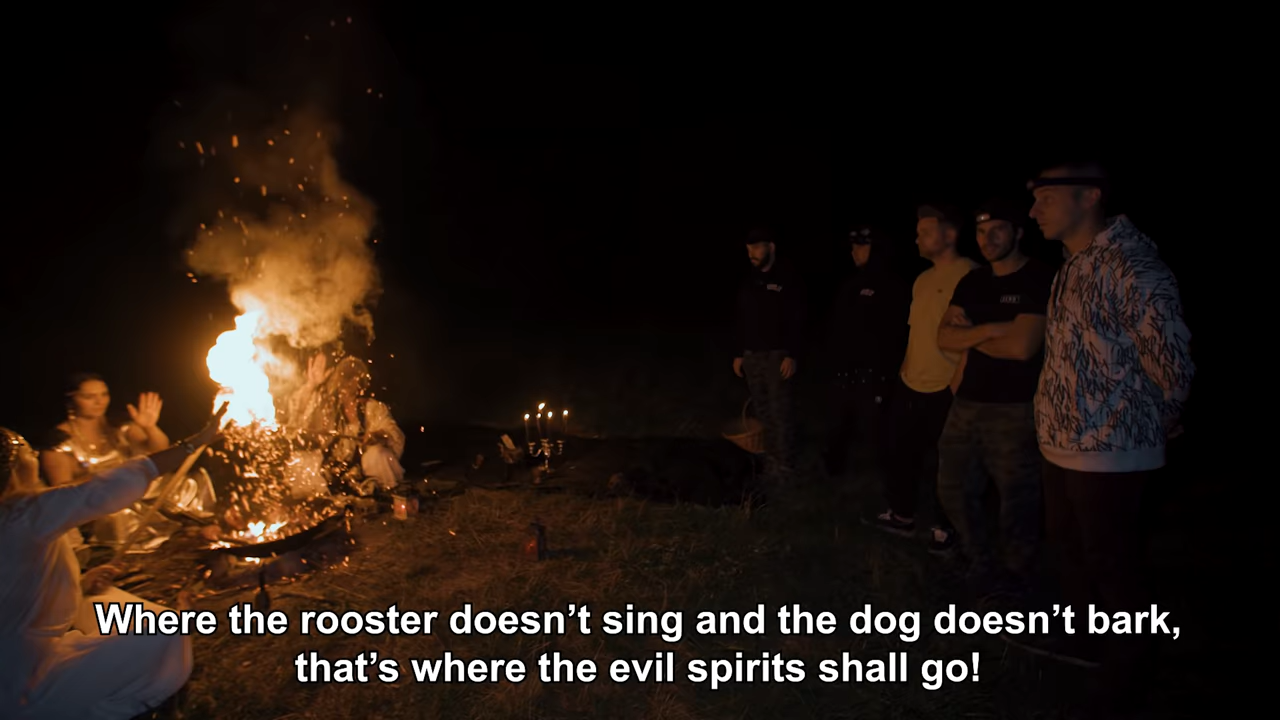 Where the rooster doesn’t sing and the dog doesn’t bark,
that’s where the evil spirits shall go!